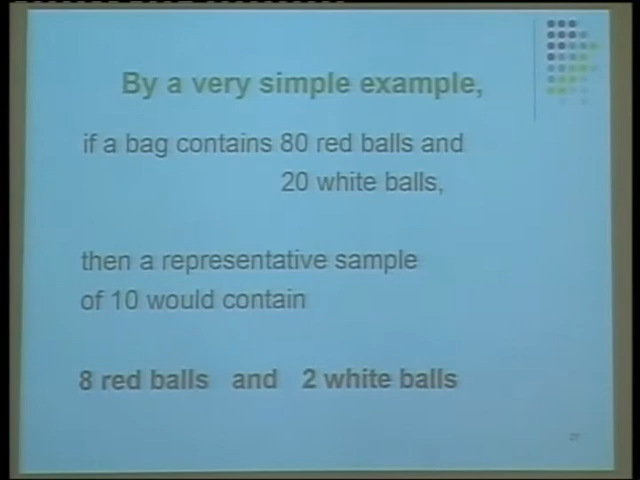 By a very simple example,
if a bag contains 80 red balls and
20 white balls,
then a representative sample
of 10 would contain
8 red balls and 2 white balls